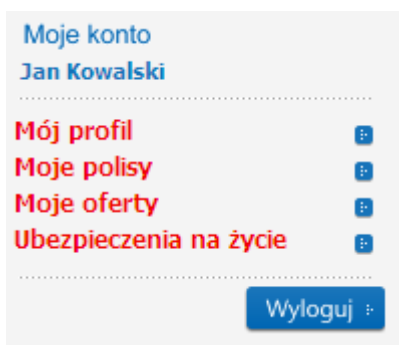 Moje konto
Jan Kowalski
Mój profil
Moje polisy
Moje oferty
Ubezpieczenia na życie
Wyloguj